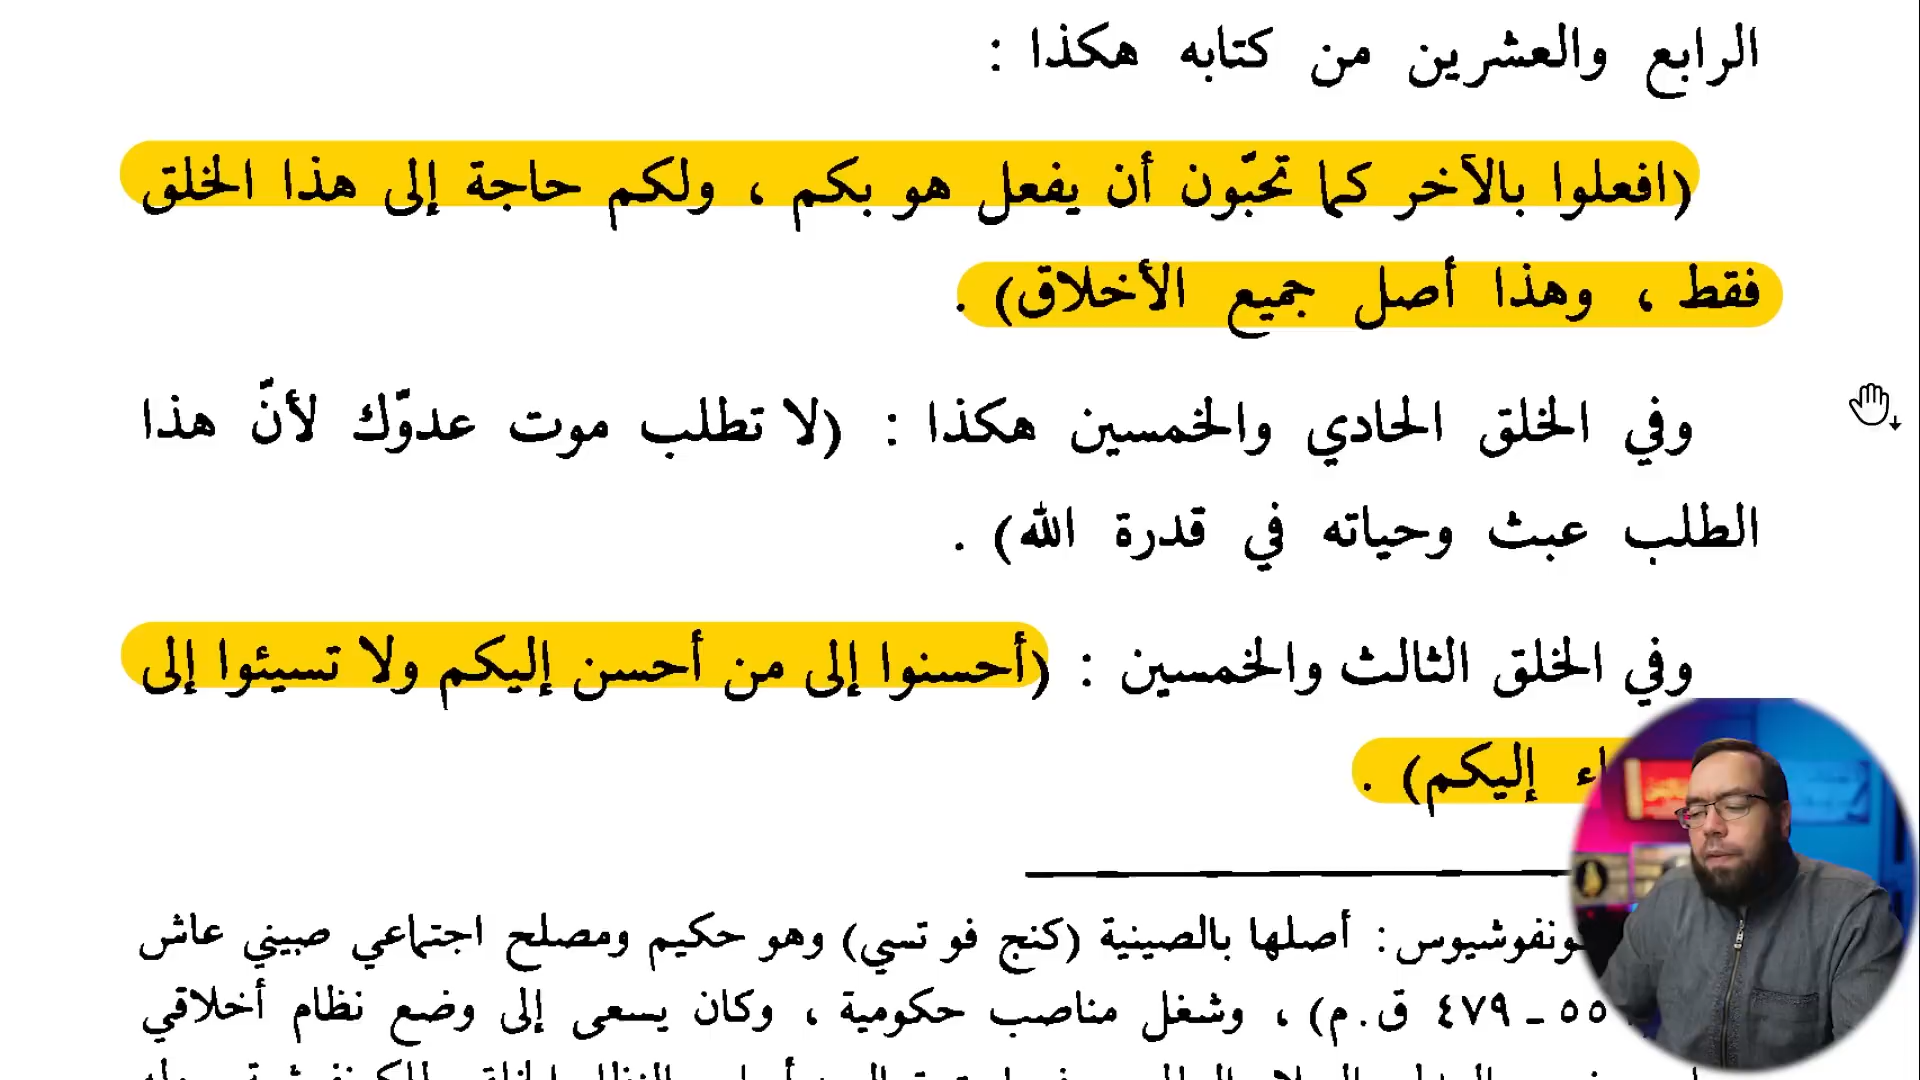 الرابع والعشرين من كتابه هكذا :
(افعلوا بالآخر كما تحبّون أن يفعل هو بكم ، ولكم حاجة إلى هذا الخلق
فقط ، وهذا أصل جميع الأخلاق) .
وفي الخلق الحادي والخمسين هكذا : (لا تطلب موت عدوّك لأنّ هذا
الطلب عبث وحياته في قدرة الله) .
وفي الخلق الثالث والخمسين : (أحسنوا إلى من أحسن إليكم ولا تسيئوا إلى
إليكم) .
أصلها بالصينية (كنج فو تسي) وهو حكيم ومصلح اجتماعي صيني عاش
٤٧٩ ق.م) ، وشغل مناصب حكومية ، وكان يسعى إلى وضع نظام أخلاقي